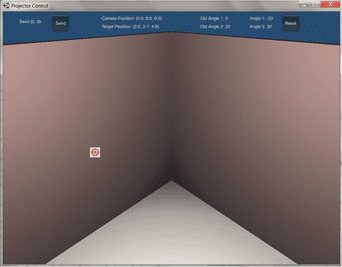 Projector Control
Send (0, 0)
Send
Camera Position: (0.0, 6.0, 0.0)
Target Position: (2.0, 2.7, 4.8)
Old Angle 1: 0
Old Angle 2: 20
Angle 1: -20
Angle 2: 30
Reset